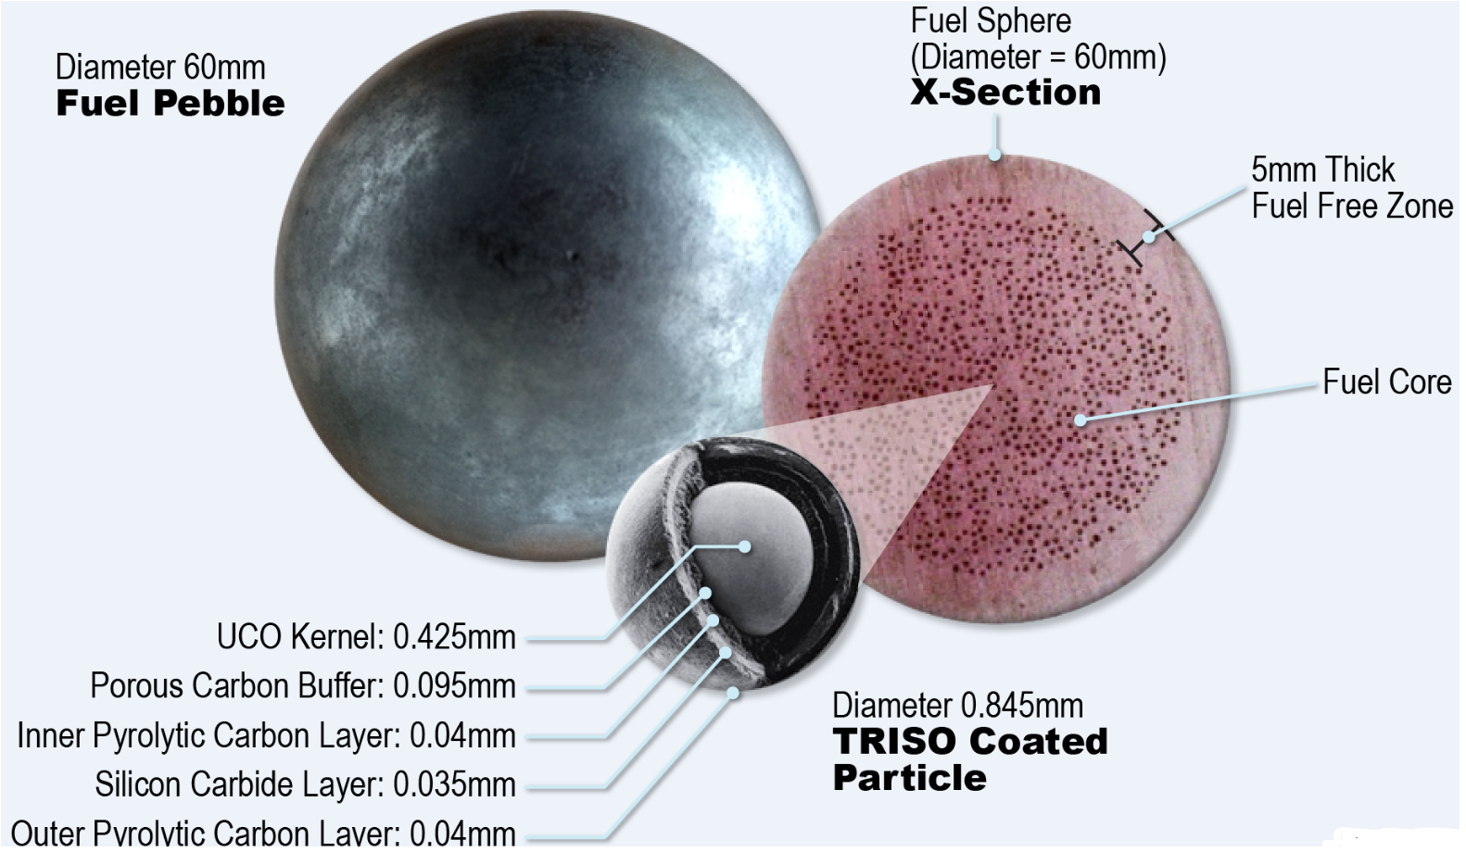 Diameter 60mm
Fuel Pebble
Fuel Sphere
(Diameter = 60mm)
X-Section
5mm Thick
Fuel Free Zone
Fuel Core
UCO Kernel: 0.425mm
Porous Carbon Buffer: 0.095mm
Inner Pyrolytic Carbon Layer: 0.04mm
Silicon Carbide Layer: 0.035mm
Outer Pyrolytic Carbon Layer: 0.04mm
Diameter 0.845mm
TRISO Coated
Particle